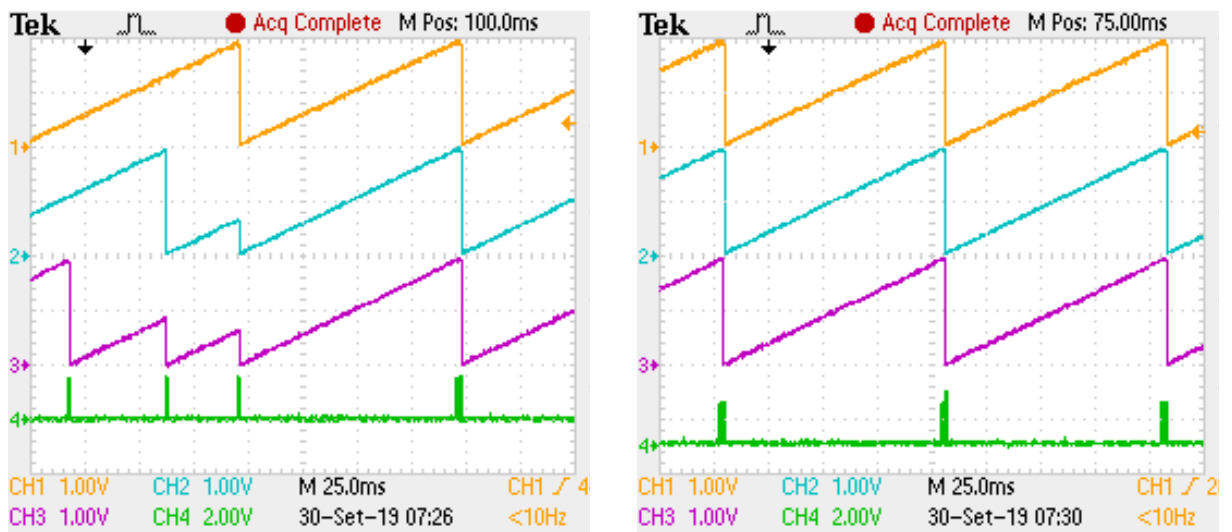 Tek Acq Complete M Pos: 100.0ms
1
2
3
4
CH1 1.00V CH2 1.00V M 25.0ms CH1 4
CH3 1.00V CH4 2.00V 30-Set-19 07:26 <10Hz
Tek Acq Complete M Pos: 75.00ms
1
2
3
4
CH1 1.00V CH2 1.00V M 25.0ms CH1 2
CH3 1.00V CH4 2.00V 30-Set-19 07:30 <10Hz